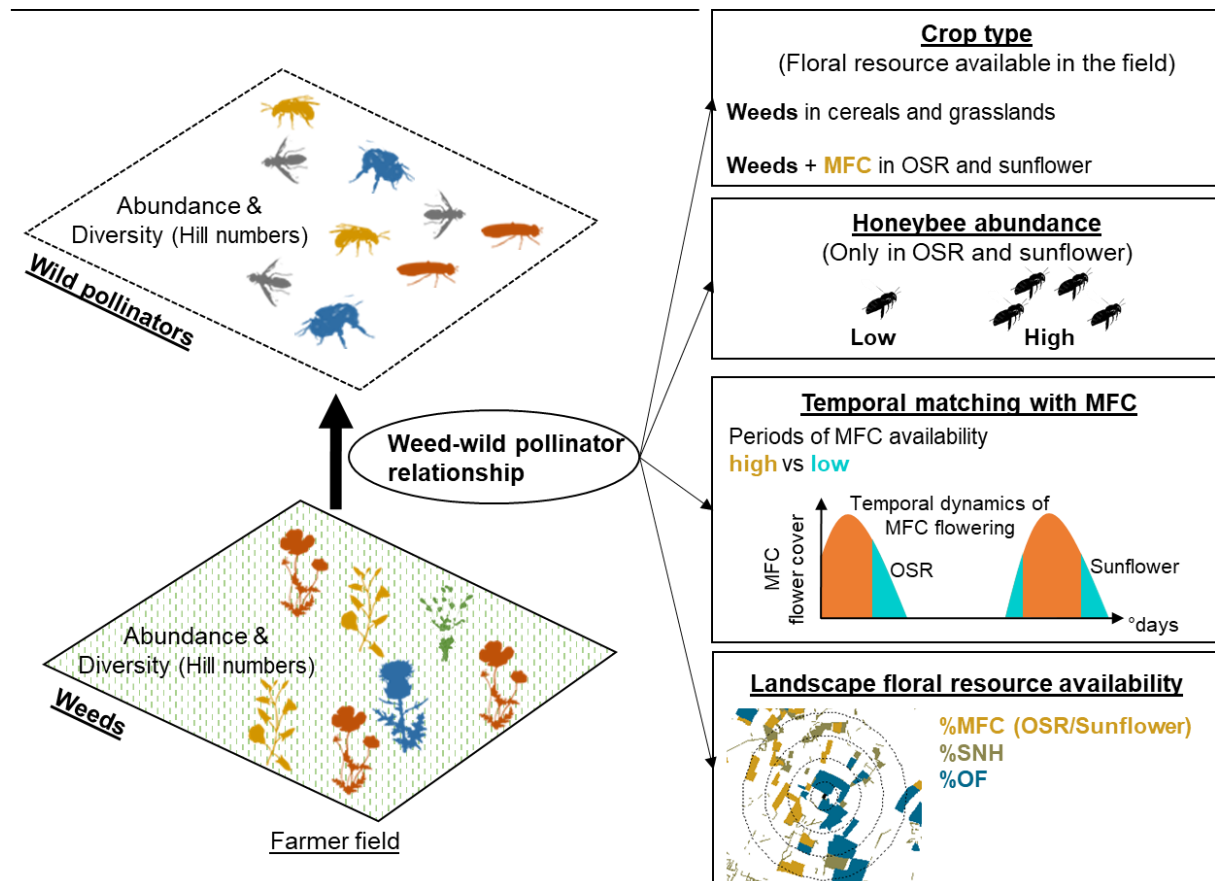 Abundance &
Diversity (Hill numbers)
Wild pollinators
Weed-wild pollinator
relationship
Abundance &
Diversity (Hill numbers)
Weeds
Farmer field
Crop type
(Floral resource available in the field)
Weeds in cereals and grasslands
Weeds + MFC in OSR and sunflower
Honeybee abundance
(Only in OSR and sunflower)
Low
High
Temporal matching with MFC
Periods of MFC availability
high vs low
Temporal dynamics of
MFC flowering
MFC
flower cover
OSR
Sunflower
°days
Landscape floral resource availability
%MFC (OSR/Sunflower)
%SNH
%OF